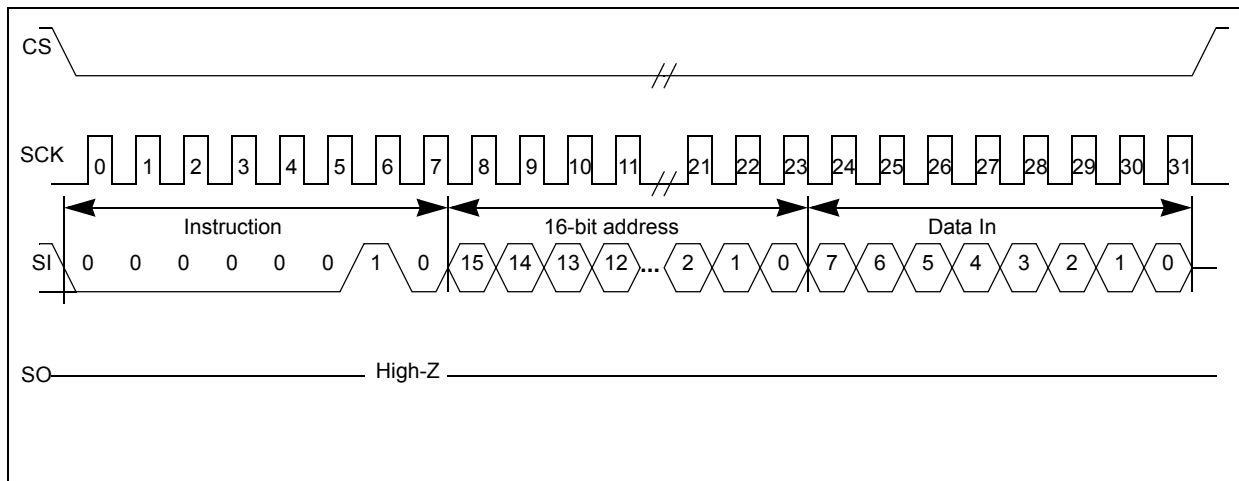 CS
SCK 0 1 2 3 4 5 6 7 8 9 10 11 21 22 23 24 25 26 27 28 29 30 31
Instruction 16-bit address Data In
SI 0 0 0 0 0 0 1 0 15 14 13 12 ... 2 1 0 7 6 5 4 3 2 1 0
SO High-Z